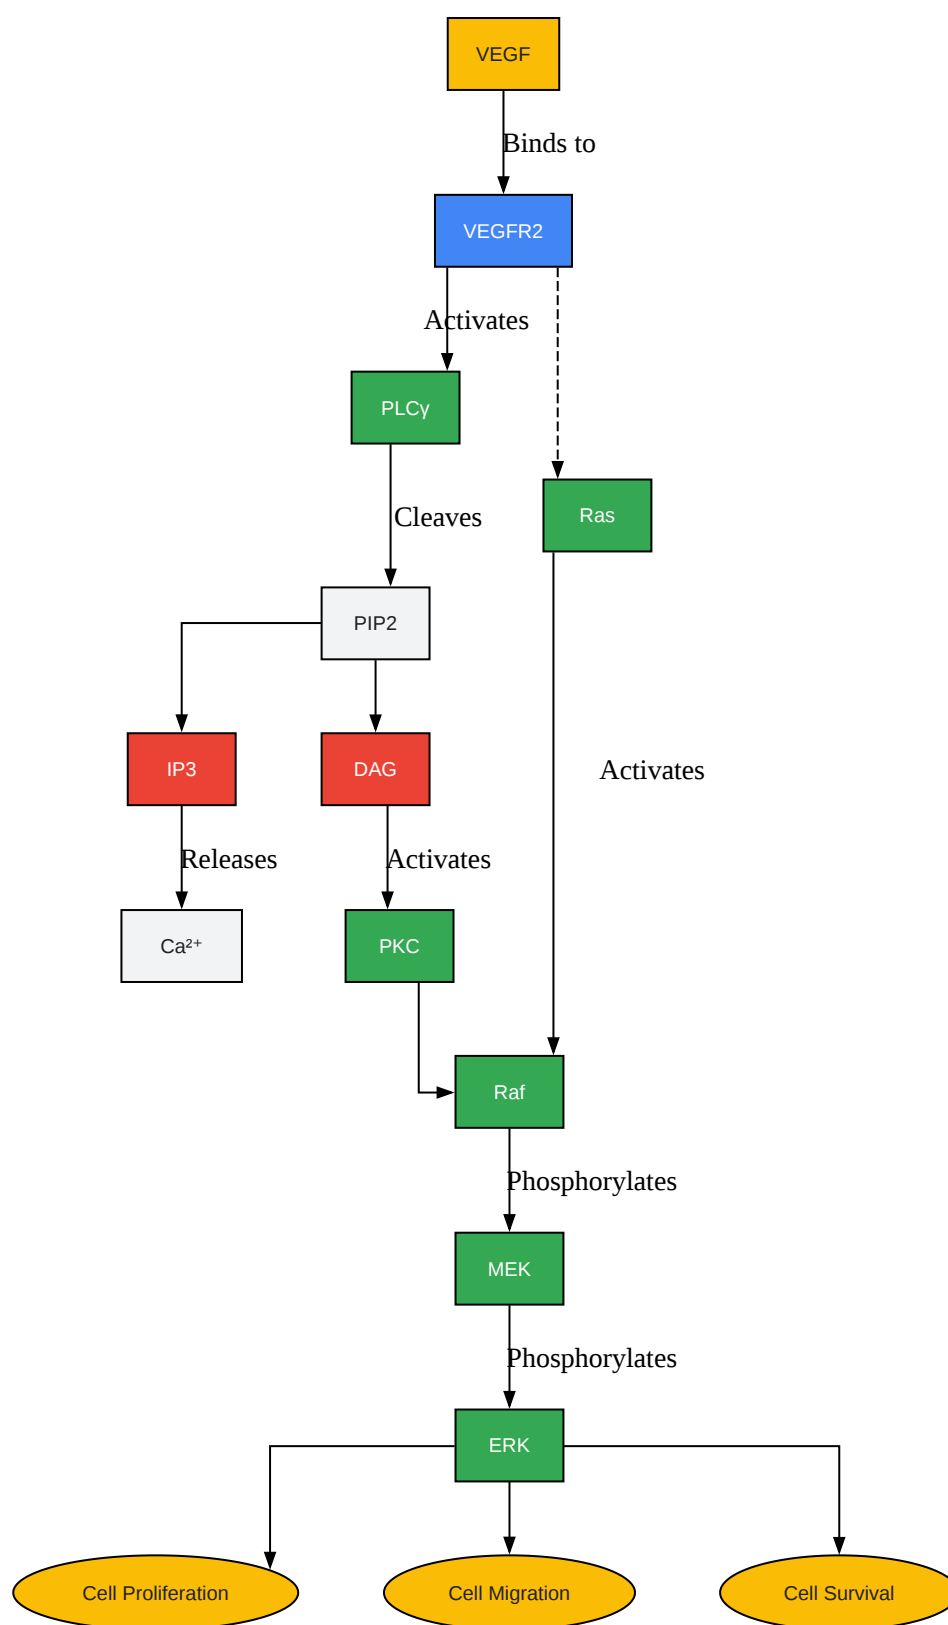 VEGF
Binds to
VEGFR2
Activates
PLCγ
Cleaves
Ras
PIP2
IP3
DAG
Activates
Releases
Activates
Ca²⁺
PKC
Raf
Phosphorylates
MEK
Phosphorylates
ERK
Cell Proliferation
Cell Migration
Cell Survival